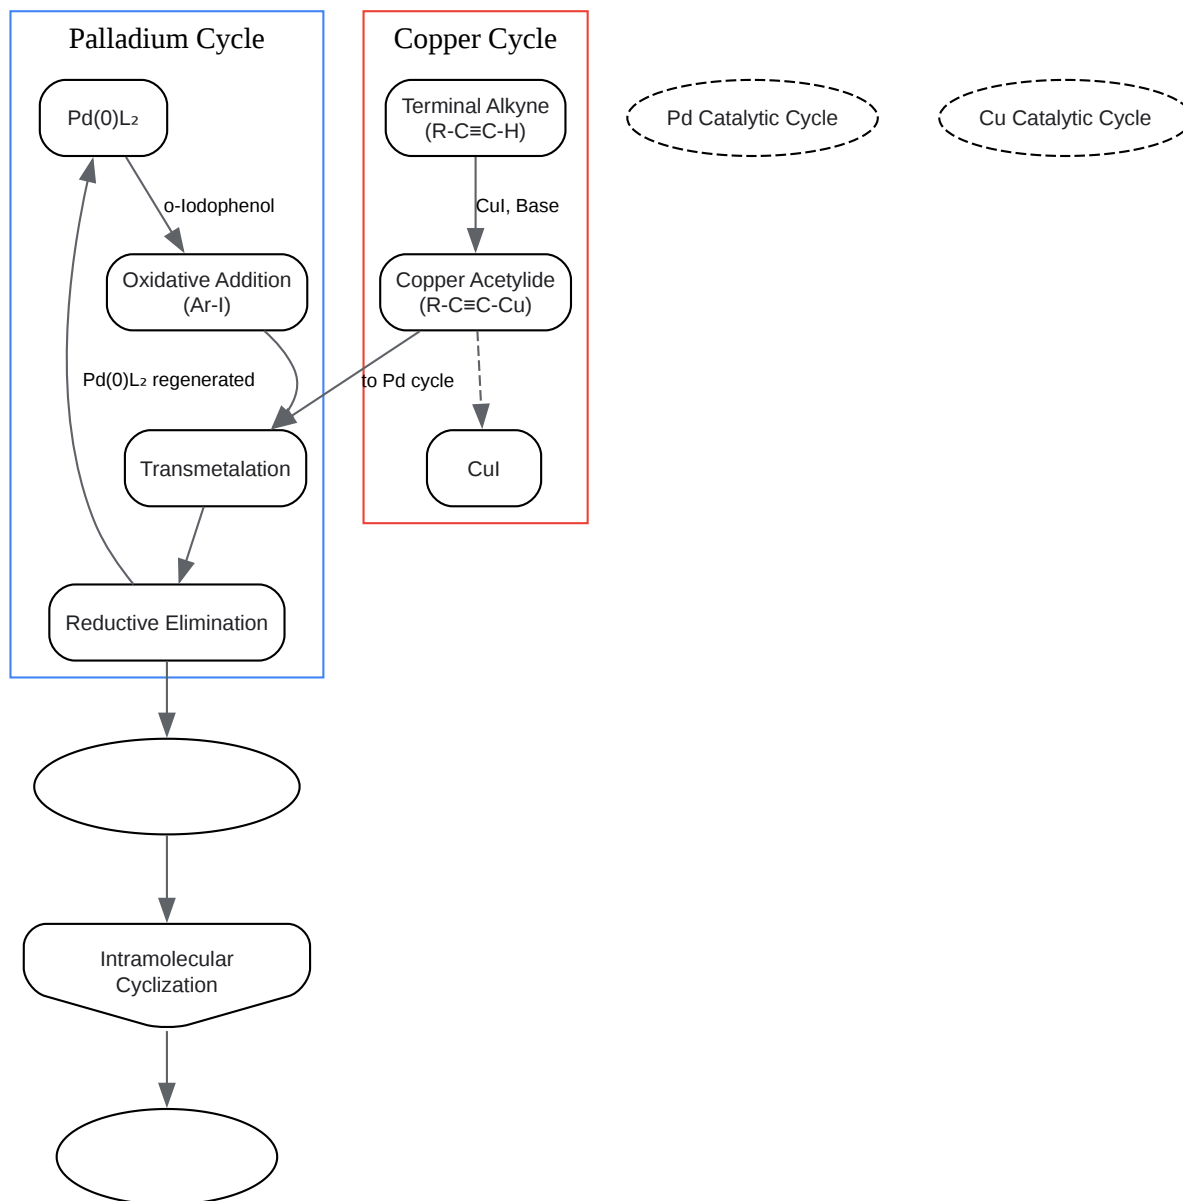 Palladium Cycle
Copper Cycle
Pd(0)L₂
Terminal Alkyne
(R-C≡C-H)
Pd Catalytic Cycle
Cu Catalytic Cycle
o-Iodophenol
CuI, Base
Oxidative Addition
(Ar-I)
Copper Acetylide
(R-C≡C-Cu)
Pd(0)L₂ regenerated
to Pd cycle
Transmetalation
CuI
Reductive Elimination
Intramolecular
Cyclization